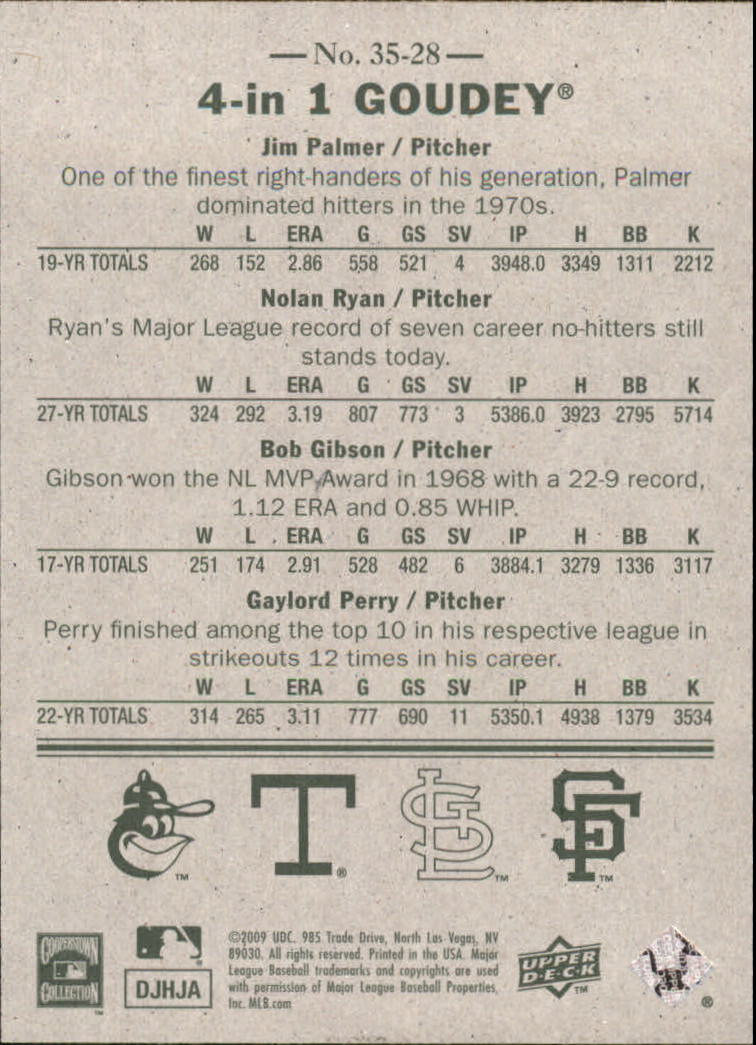 — No. 35-28 —
4-in 1 GOUDEY®
Jim Palmer / Pitcher
One of the finest right-handers of his generation, Palmer
dominated hitters in the 1970s.
W L ERA G GS SV IP H BB K
19-YR TOTALS 268 152 2.86 558 521 4 3948.0 3349 1311 2212
Nolan Ryan / Pitcher
Ryan's Major League record of seven career no-hitters still
stands today.
W L ERA G GS SV IP H BB K
27-YR TOTALS 324 292 3.19 807 773 3 5386.0 3923 2795 5714
Bob Gibson / Pitcher
Gibson won the NL MVP Award in 1968 with a 22-9 record,
1.12 ERA and 0.85 WHIP.
W L ERA G GS SV IP H BB K
17-YR TOTALS 251 174 2.91 528 482 6 3884.1 3279 1336 3117
Gaylord Perry / Pitcher
Perry finished among the top 10 in his respective league in
strikeouts 12 times in his career.
W L ERA G GS SV IP H BB K
22-YR TOTALS 314 265 3.11 777 690 11 5350.1 4938 1379 3534
TM T ® STL TM SF TM
COOPERSTOWN
COLLECTION
TM
DJHJA
©2009 UDC. 985 Trade Drive, North Las Vegas, NV
89030. All rights reserved. Printed in the USA. Major
League Baseball trademarks and copyrights are used
with permission of Major League Baseball Properties,
Inc. MLB.com
UPPER
DECK
TM
®